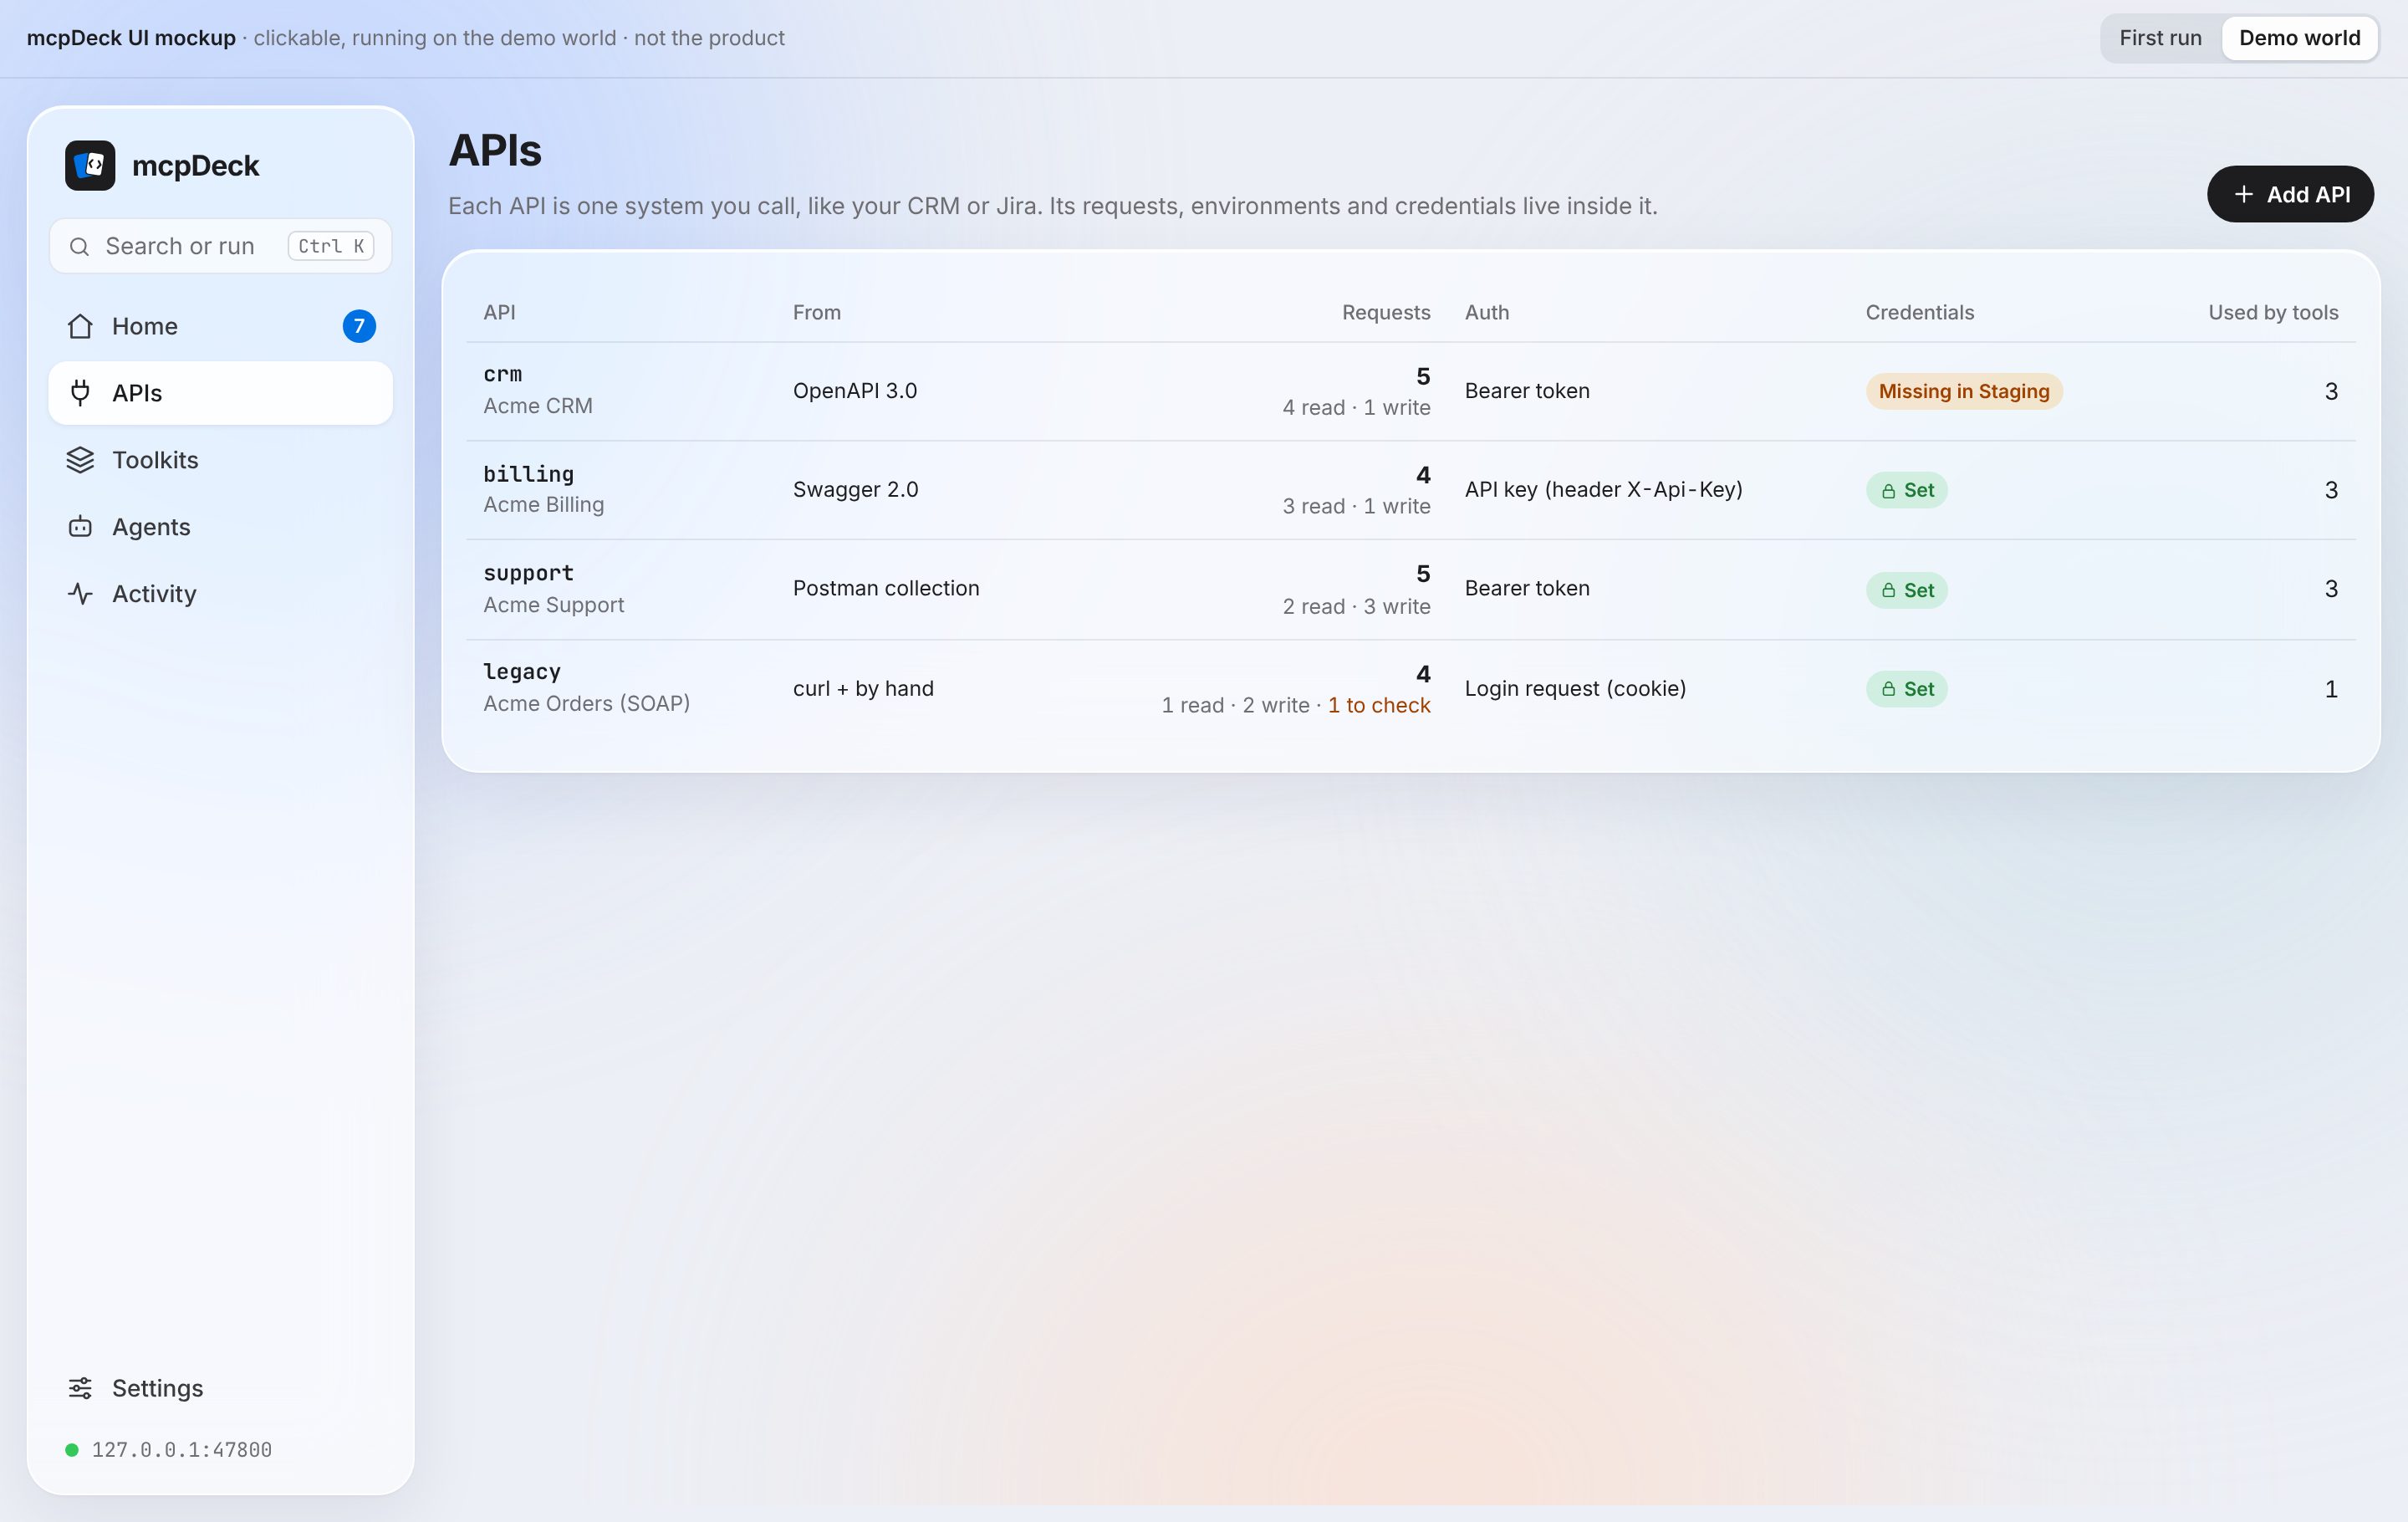 mcpDeck UI mockup · clickable, running on the demo world · not the product
First run
Demo world
mcpDeck
Search or run
Ctrl K
Home
7
APIs
Toolkits
Agents
Activity
Settings
127.0.0.1:47800
APIs
Each API is one system you call, like your CRM or Jira. Its requests, environments and credentials live inside it.
+ Add API
API From Requests Auth Credentials Used by tools
crm
Acme CRM
OpenAPI 3.0
5
4 read · 1 write
Bearer token
Missing in Staging
3
billing
Acme Billing
Swagger 2.0
4
3 read · 1 write
API key (header X-Api-Key)
Set
3
support
Acme Support
Postman collection
5
2 read · 3 write
Bearer token
Set
3
legacy
Acme Orders (SOAP)
curl + by hand
4
1 read · 2 write · 1 to check
Login request (cookie)
Set
1